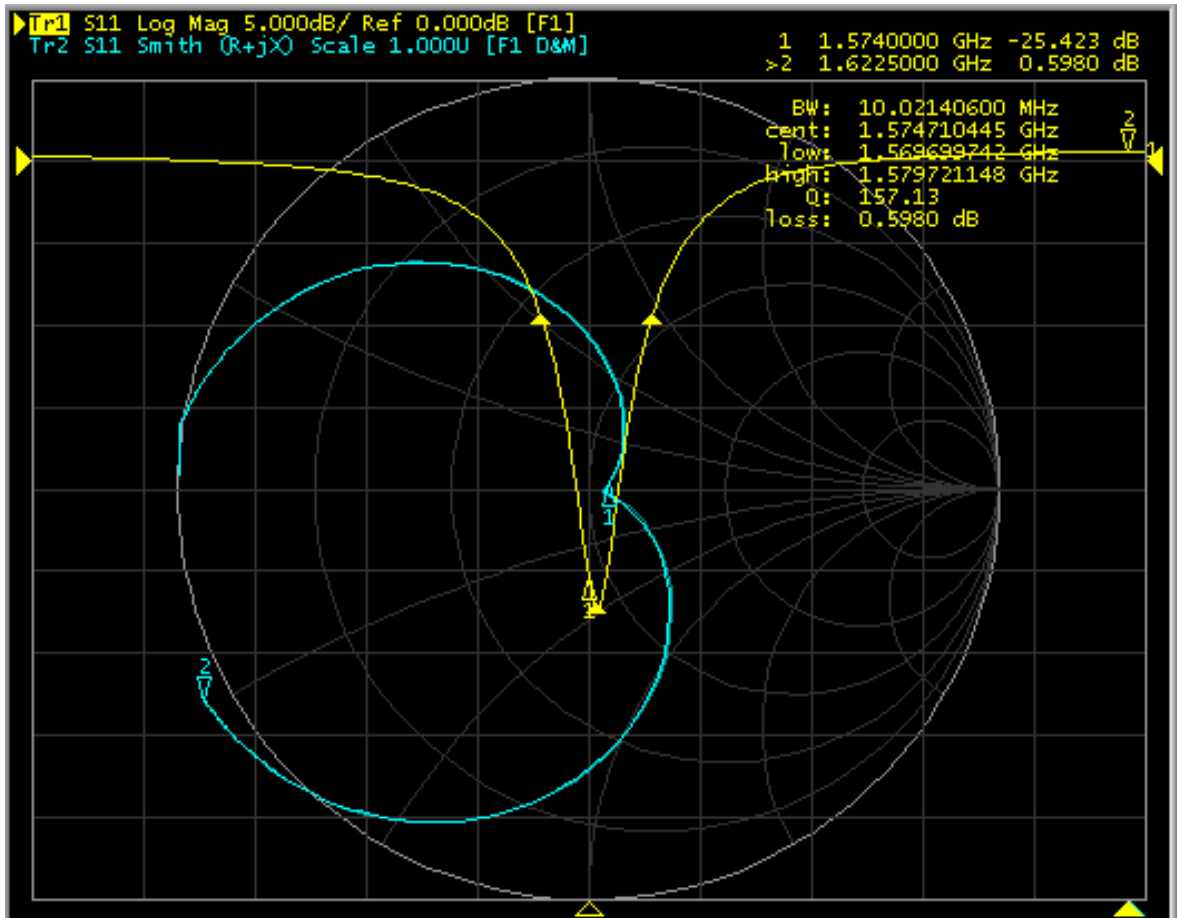 Tr1 S11 Log Mag 5.000dB/ Ref 0.000dB [F1]
Tr2 S11 Smith (R+jX) Scale 1.000U [F1 D&M]
1 1.5740000 GHz -25.423 dB
>2 1.6225000 GHz 0.5980 dB
BW: 10.02140600 MHz
cent: 1.574710445 GHz
low: 1.569699742 GHz
high: 1.579721148 GHz
Q: 157.13
loss: 0.5980 dB
2
1
1
2
1